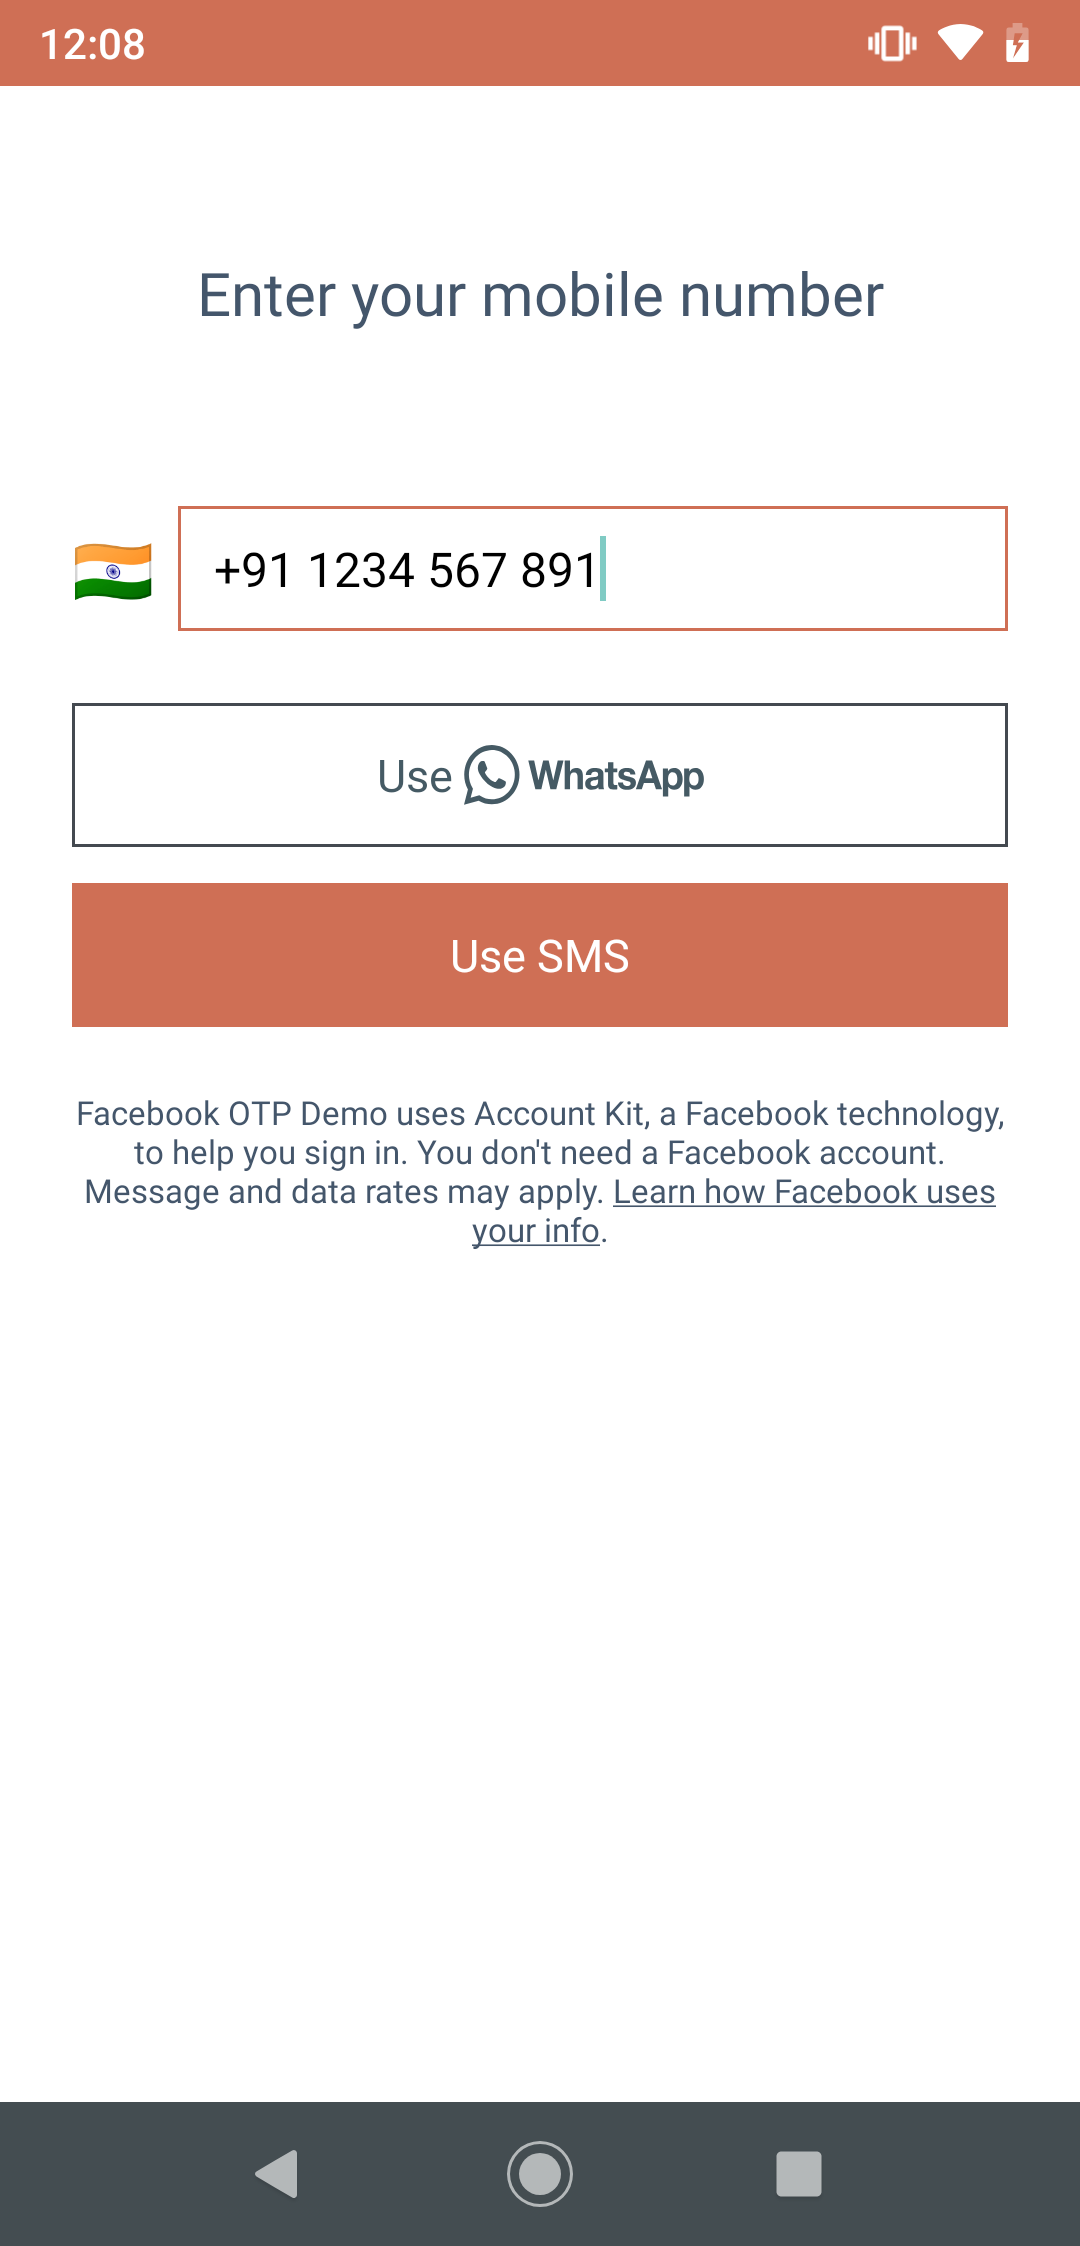 12:08
Enter your mobile number
+91 1234 567 891
Use WhatsApp
Use SMS
Facebook OTP Demo uses Account Kit, a Facebook technology,
to help you sign in. You don't need a Facebook account.
Message and data rates may apply. Learn how Facebook uses
your info.